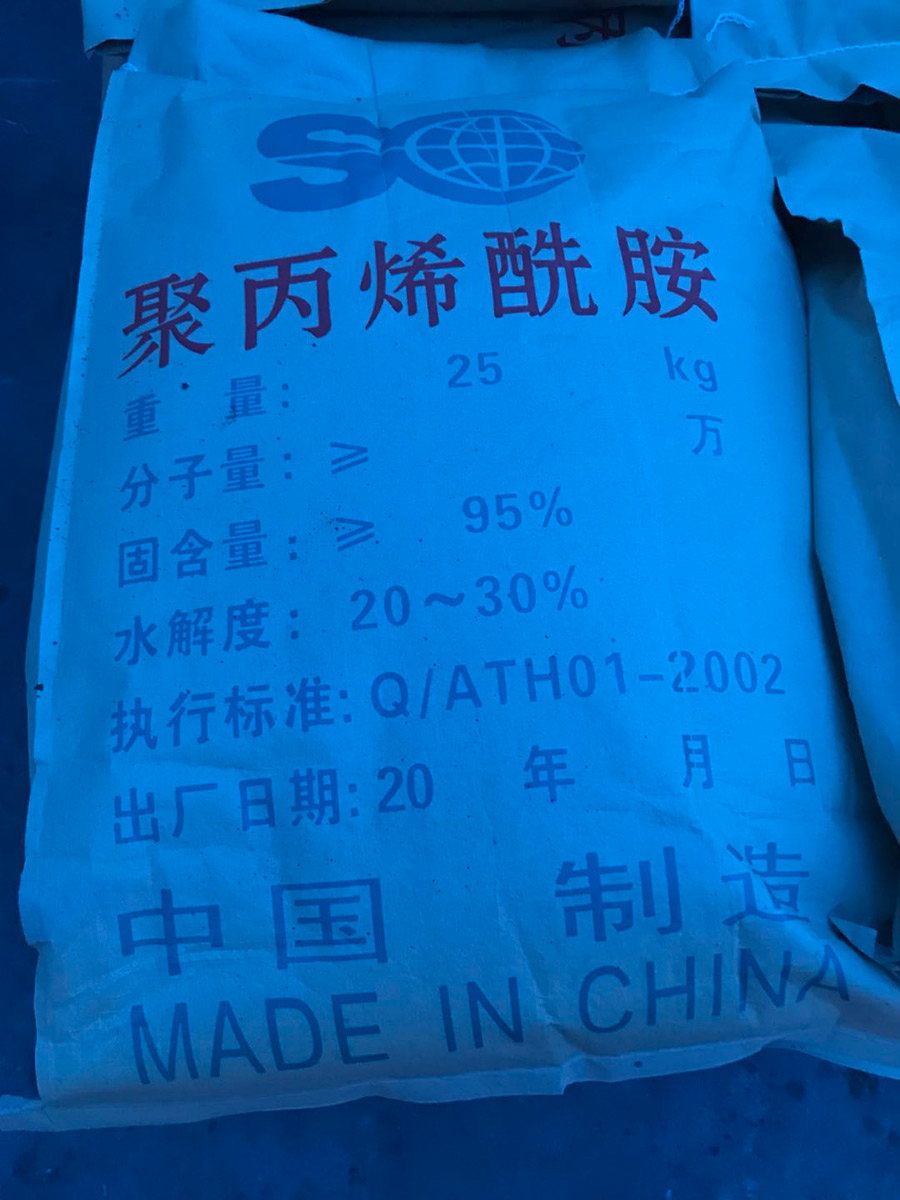 聚丙烯酰胺
重 量: 25 kg
分子量: ≥ 万
固含量: ≥ 95%
水解度: 20~30%
执行标准: Q/ATH01-2002
出厂日期: 20 年 月 日
中国 制造
MADE IN CHINA